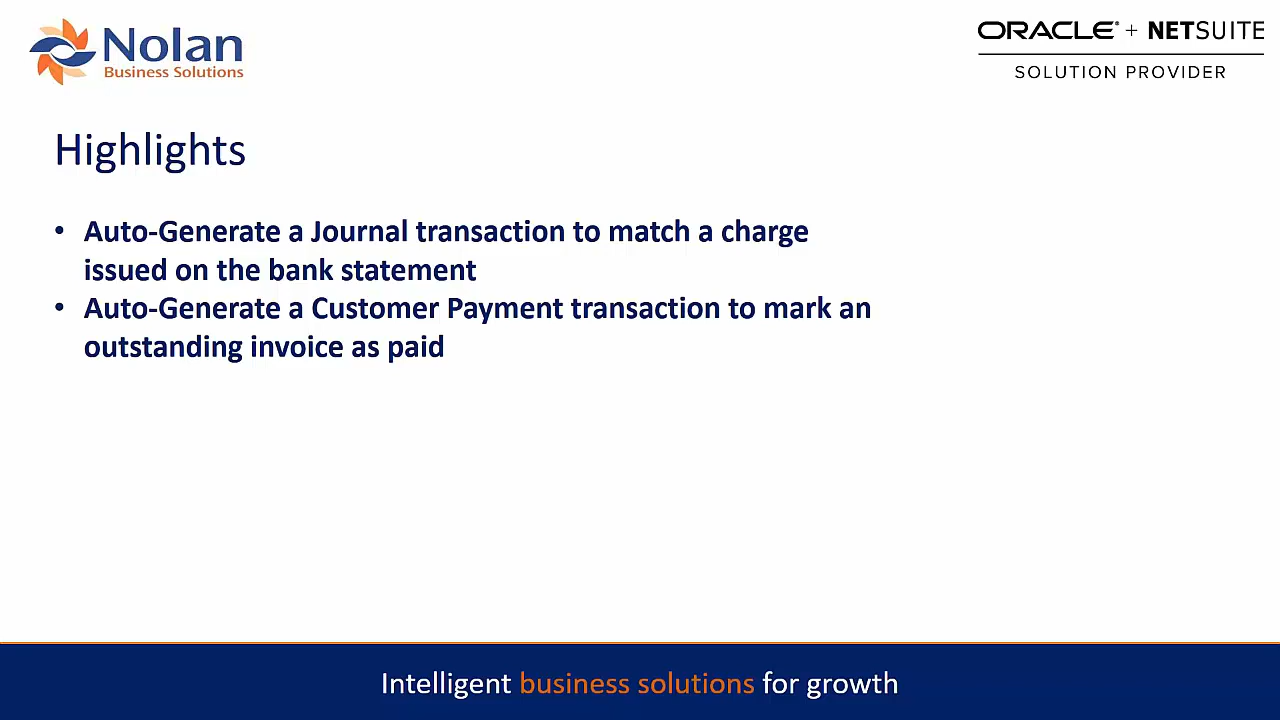 Nolan
Business Solutions
ORACLE® + NETSUITE
SOLUTION PROVIDER
Highlights
• Auto-Generate a Journal transaction to match a charge
issued on the bank statement
• Auto-Generate a Customer Payment transaction to mark an
outstanding invoice as paid
Intelligent business solutions for growth